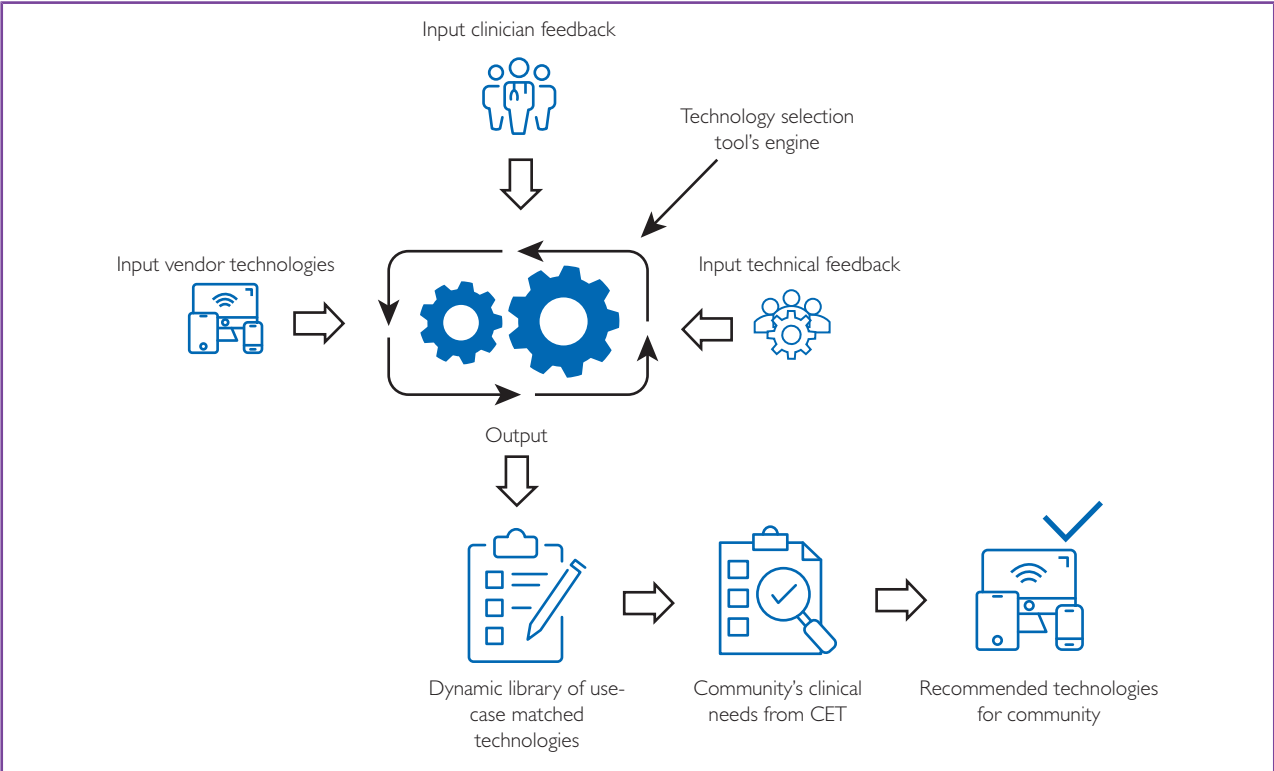 Input clinician feedback
Technology selection
tool's engine
Input vendor technologies
Input technical feedback
Output
Dynamic library of use-
case matched
technologies
Community's clinical
needs from CET
Recommended technologies
for community